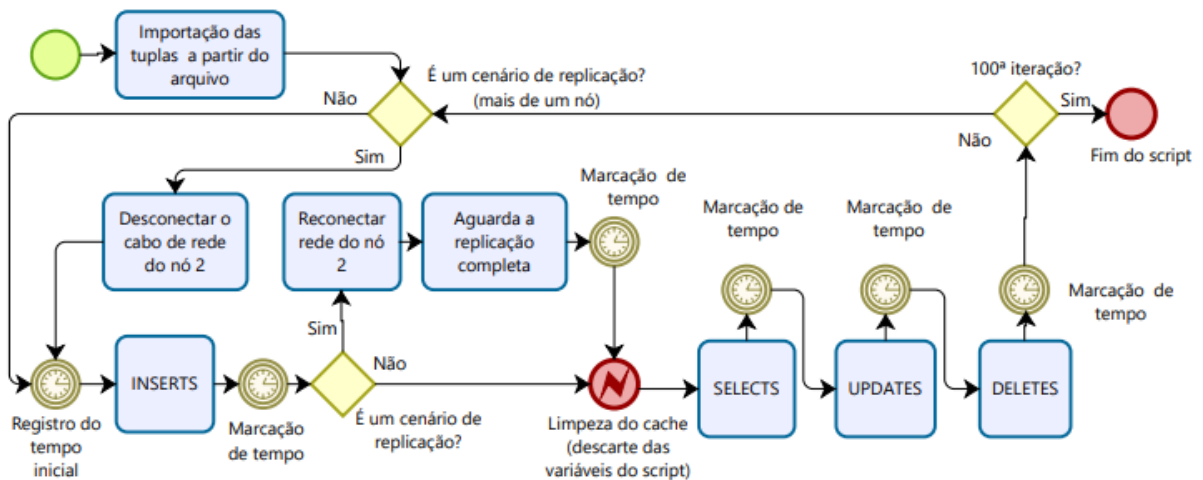 Importação das
tuplas a partir do
arquivo
É um cenário de replicação?
(mais de um nó)
Não
Sim
100ª iteração?
Sim
Não
Fim do script
Desconectar o
cabo de rede
do nó 2
Reconectar
rede do nó
2
Aguarda a
replicação
completa
Marcação de
tempo
Marcação de
tempo
Marcação de
tempo
Marcação de
tempo
Sim
Não
INSERTS
SELECTS
UPDATES
DELETES
Registro do
tempo
inicial
Marcação
de tempo
É um cenário de
replicação?
Limpeza do cache
(descarte das
variáveis do script)